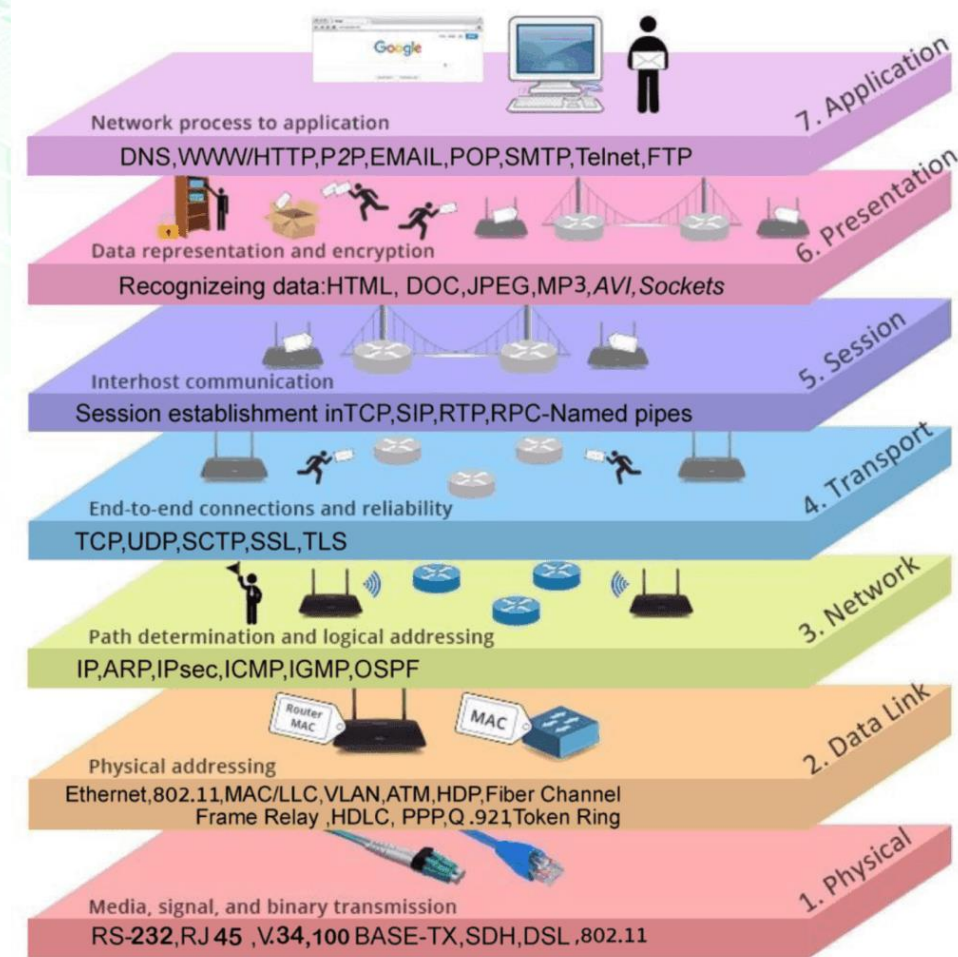 Google
7. Application
Network process to application
DNS,WWW/HTTP,P2P,EMAIL,POP,SMTP,Telnet,FTP
6. Presentation
Data representation and encryption
Recognizeing data:HTML, DOC,JPEG,MP3,AVI,Sockets
5. Session
Interhost communication
Session establishment inTCP,SIP,RTP,RPC-Named pipes
4. Transport
End-to-end connections and reliability
TCP,UDP,SCTP,SSL,TLS
3. Network
Path determination and logical addressing
IP,ARP,IPsec,ICMP,IGMP,OSPF
Router
MAC
MAC
2. Data Link
Physical addressing
Ethernet,802.11,MAC/LLC,VLAN,ATM,HDP,Fiber Channel
Frame Relay ,HDLC, PPP,Q .921,Token Ring
1. Physical
Media, signal, and binary transmission
RS-232,RJ 45 ,V.34,100 BASE-TX,SDH,DSL ,802.11